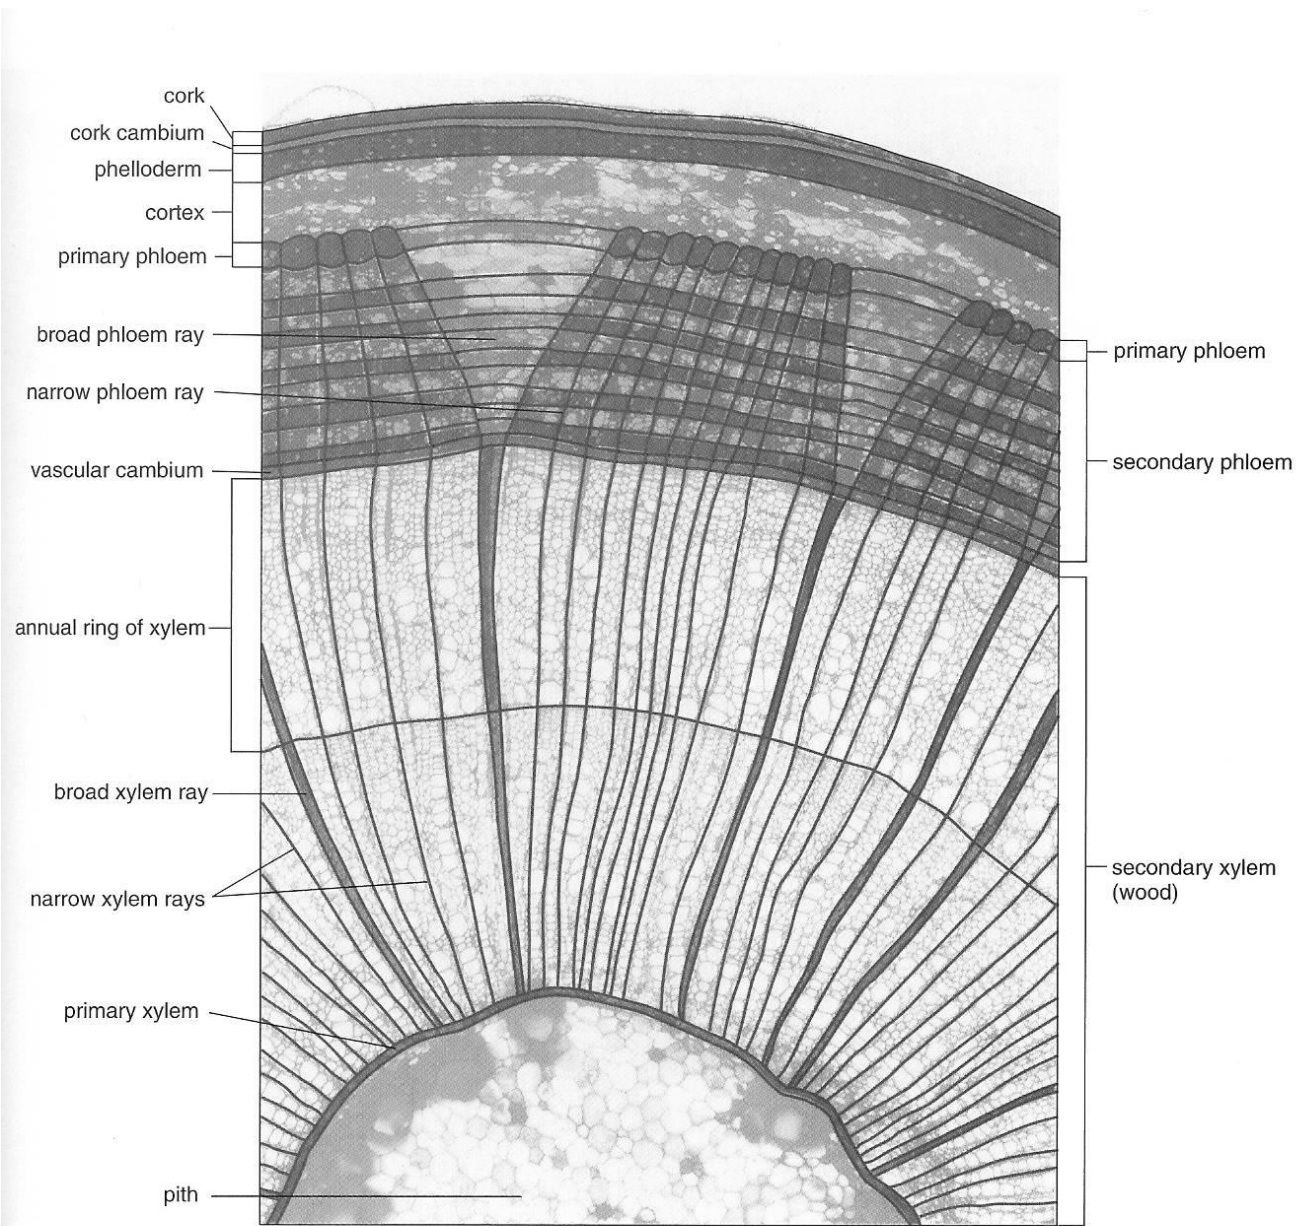 cork
cork cambium
phelloderm
cortex
primary phloem
broad phloem ray
narrow phloem ray
vascular cambium
annual ring of xylem
broad xylem ray
narrow xylem rays
primary xylem
pith
primary phloem
secondary phloem
secondary xylem
(wood)